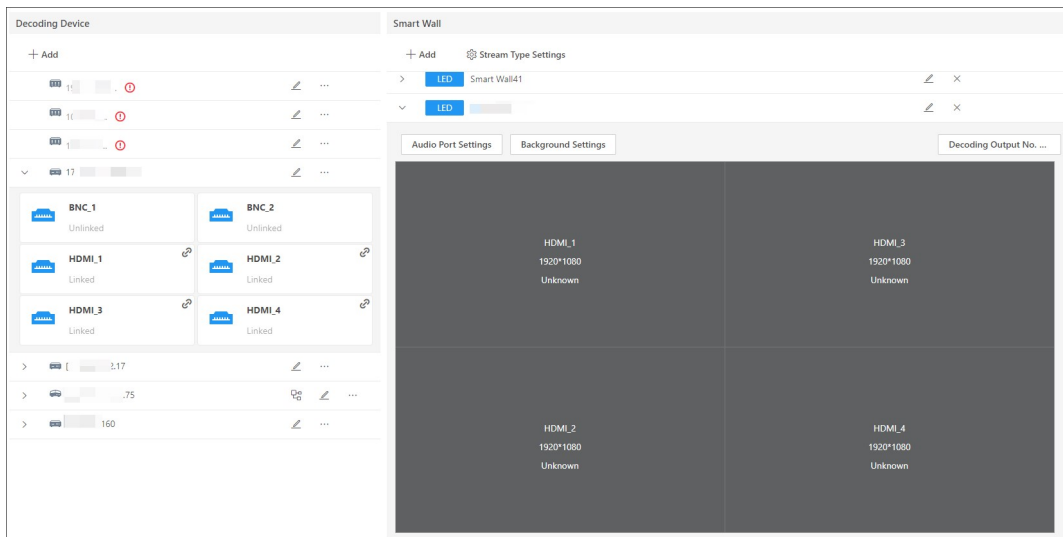 Decoding Device
Smart Wall
Add
Add
Stream Type Settings
LED
Smart Wall41
LED
Audio Port Settings
Background Settings
Decoding Output No. ...
17
BNC_1
Unlinked
BNC_2
Unlinked
HDMI_1
Linked
HDMI_2
Linked
HDMI_3
Linked
HDMI_4
Linked
.17
.75
160
HDMI_1
1920*1080
Unknown
HDMI_3
1920*1080
Unknown
HDMI_2
1920*1080
Unknown
HDMI_4
1920*1080
Unknown